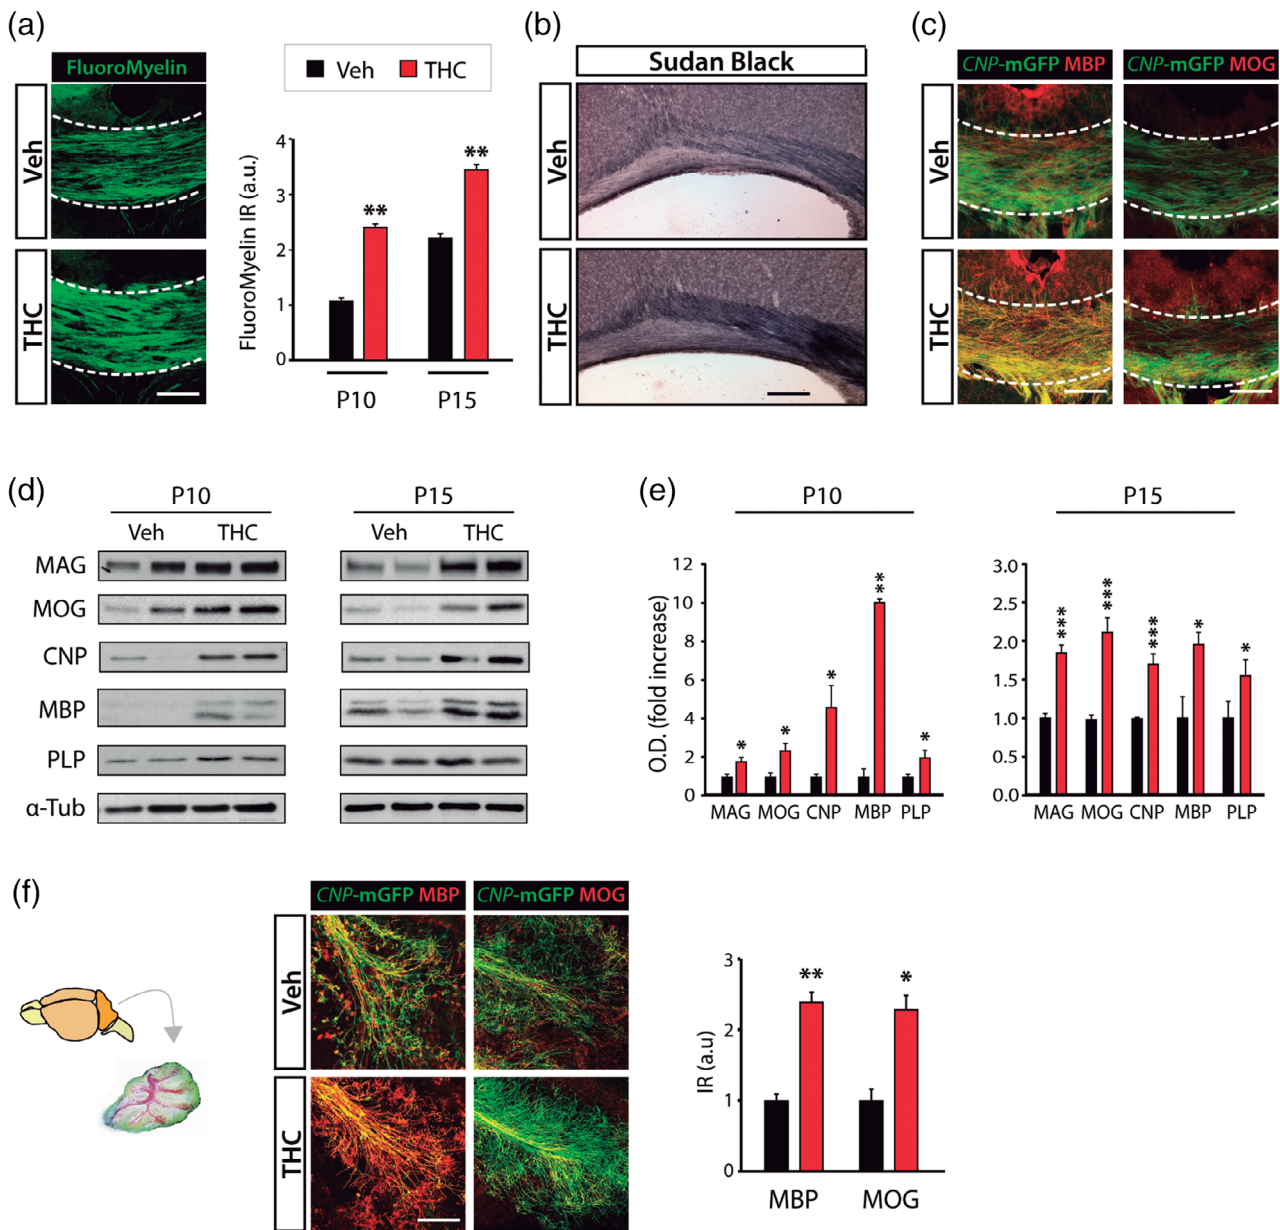 (a)
FluoroMyelin
Veh
THC
Veh THC
FluoroMyelin IR (a.u.)
4
3
2
1
0
** **
P10 P15
(b)
Sudan Black
Veh
THC
(c)
CNP-mGFP MBP CNP-mGFP MOG
Veh
THC
(d)
P10 P15
Veh THC Veh THC
MAG
MOG
CNP
MBP
PLP
α-Tub
(e)
P10
O.D. (fold increase)
12
10
8
6
4
2
0
* * * ** *
MAG MOG CNP MBP PLP
P15
3.0
2.5
2.0
1.5
1.0
0.5
0.0
*** *** *** * *
MAG MOG CNP MBP PLP
(f)
CNP-mGFP MBP CNP-mGFP MOG
Veh
THC
IR (a.u)
3
2
1
0
** *
MBP MOG